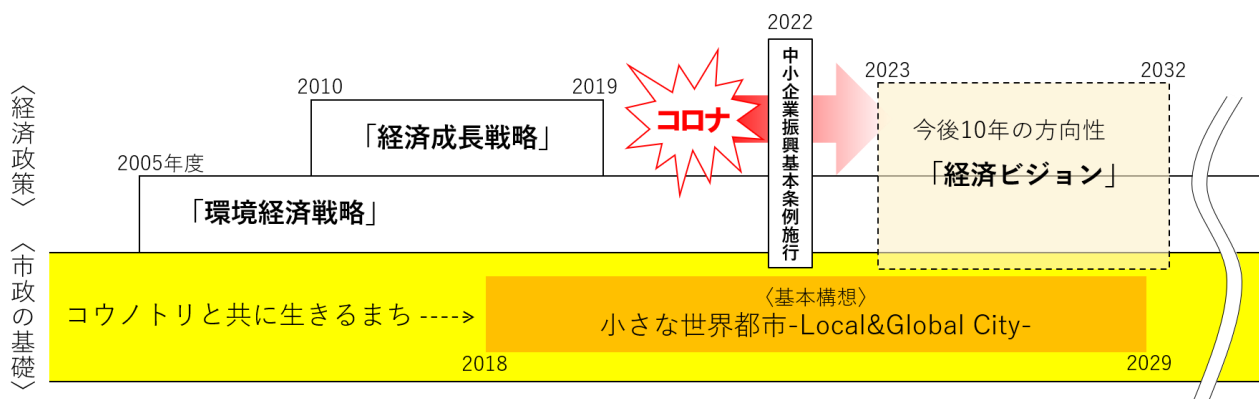 〈経済政策〉
2005年度
「環境経済戦略」
2010
2019
「経済成長戦略」
コロナ
2022
中小企業振興基本条例施行
2023
2032
今後10年の方向性
「経済ビジョン」
〈市政の基礎〉
コウノトリと共に生きるまち ---->
〈基本構想〉
小さな世界都市-Local&Global City-
2018
2029